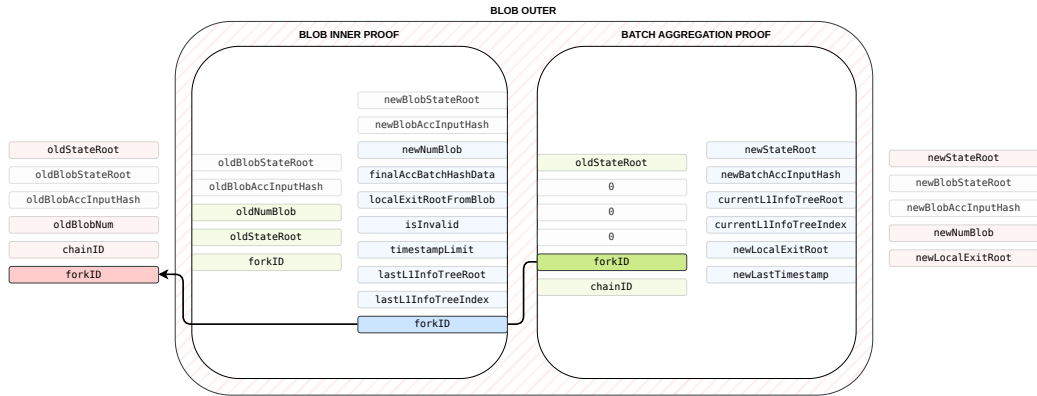 BLOB OUTER
BLOB INNER PROOF
BATCH AGGREGATION PROOF
oldStateRoot
oldBlobStateRoot
oldBlobAccInputHash
oldBlobNum
chainID
forkID
oldBlobStateRoot
oldBlobAccInputHash
oldNumBlob
oldStateRoot
forkID
newBlobStateRoot
newBlobAccInputHash
newNumBlob
finalAccBatchHashData
localExitRootFromBlob
isInvalid
timestampLimit
lastL1InfoTreeRoot
lastL1InfoTreeIndex
forkID
oldStateRoot
0
0
0
forkID
chainID
newStateRoot
newBatchAccInputHash
currentL1InfoTreeRoot
currentL1InfoTreeIndex
newLocalExitRoot
newLastTimestamp
newStateRoot
newBlobStateRoot
newBlobAccInputHash
newNumBlob
newLocalExitRoot